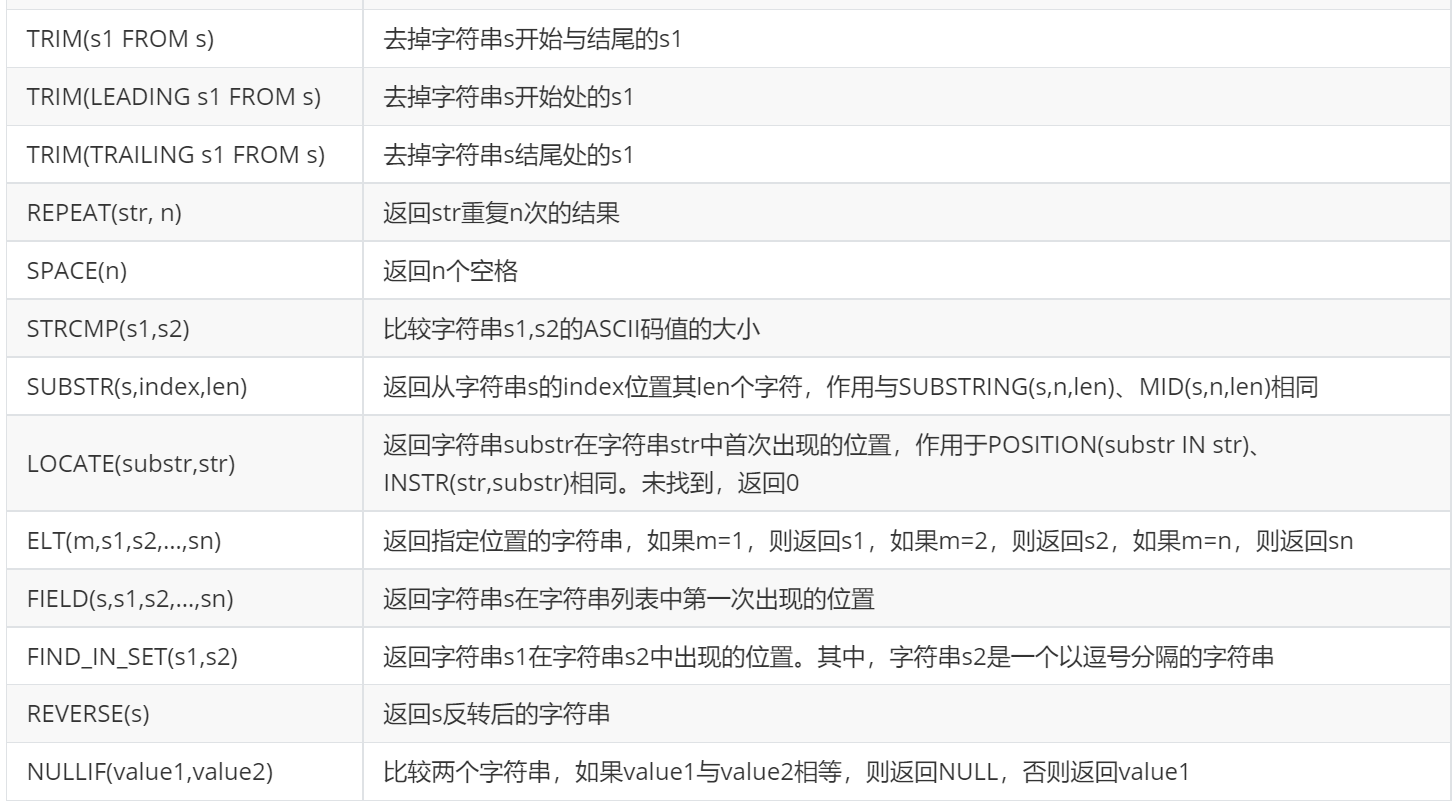 TRIM(s1 FROM s) 去掉字符串s开始与结尾的s1
TRIM(LEADING s1 FROM s) 去掉字符串s开始处的s1
TRIM(TRAILING s1 FROM s) 去掉字符串s结尾处的s1
REPEAT(str, n) 返回str重复n次的结果
SPACE(n) 返回n个空格
STRCMP(s1,s2) 比较字符串s1,s2的ASCII码值的大小
SUBSTR(s,index,len) 返回从字符串s的index位置其len个字符，作用与SUBSTRING(s,n,len)、MID(s,n,len)相同
LOCATE(substr,str) 返回字符串substr在字符串str中首次出现的位置，作用于POSITION(substr IN str)、
INSTR(str,substr)相同。未找到，返回0
ELT(m,s1,s2,…,sn) 返回指定位置的字符串，如果m=1，则返回s1，如果m=2，则返回s2，如果m=n，则返回sn
FIELD(s,s1,s2,…,sn) 返回字符串s在字符串列表中第一次出现的位置
FIND_IN_SET(s1,s2) 返回字符串s1在字符串s2中出现的位置。其中，字符串s2是一个以逗号分隔的字符串
REVERSE(s) 返回s反转后的字符串
NULLIF(value1,value2) 比较两个字符串，如果value1与value2相等，则返回NULL，否则返回value1